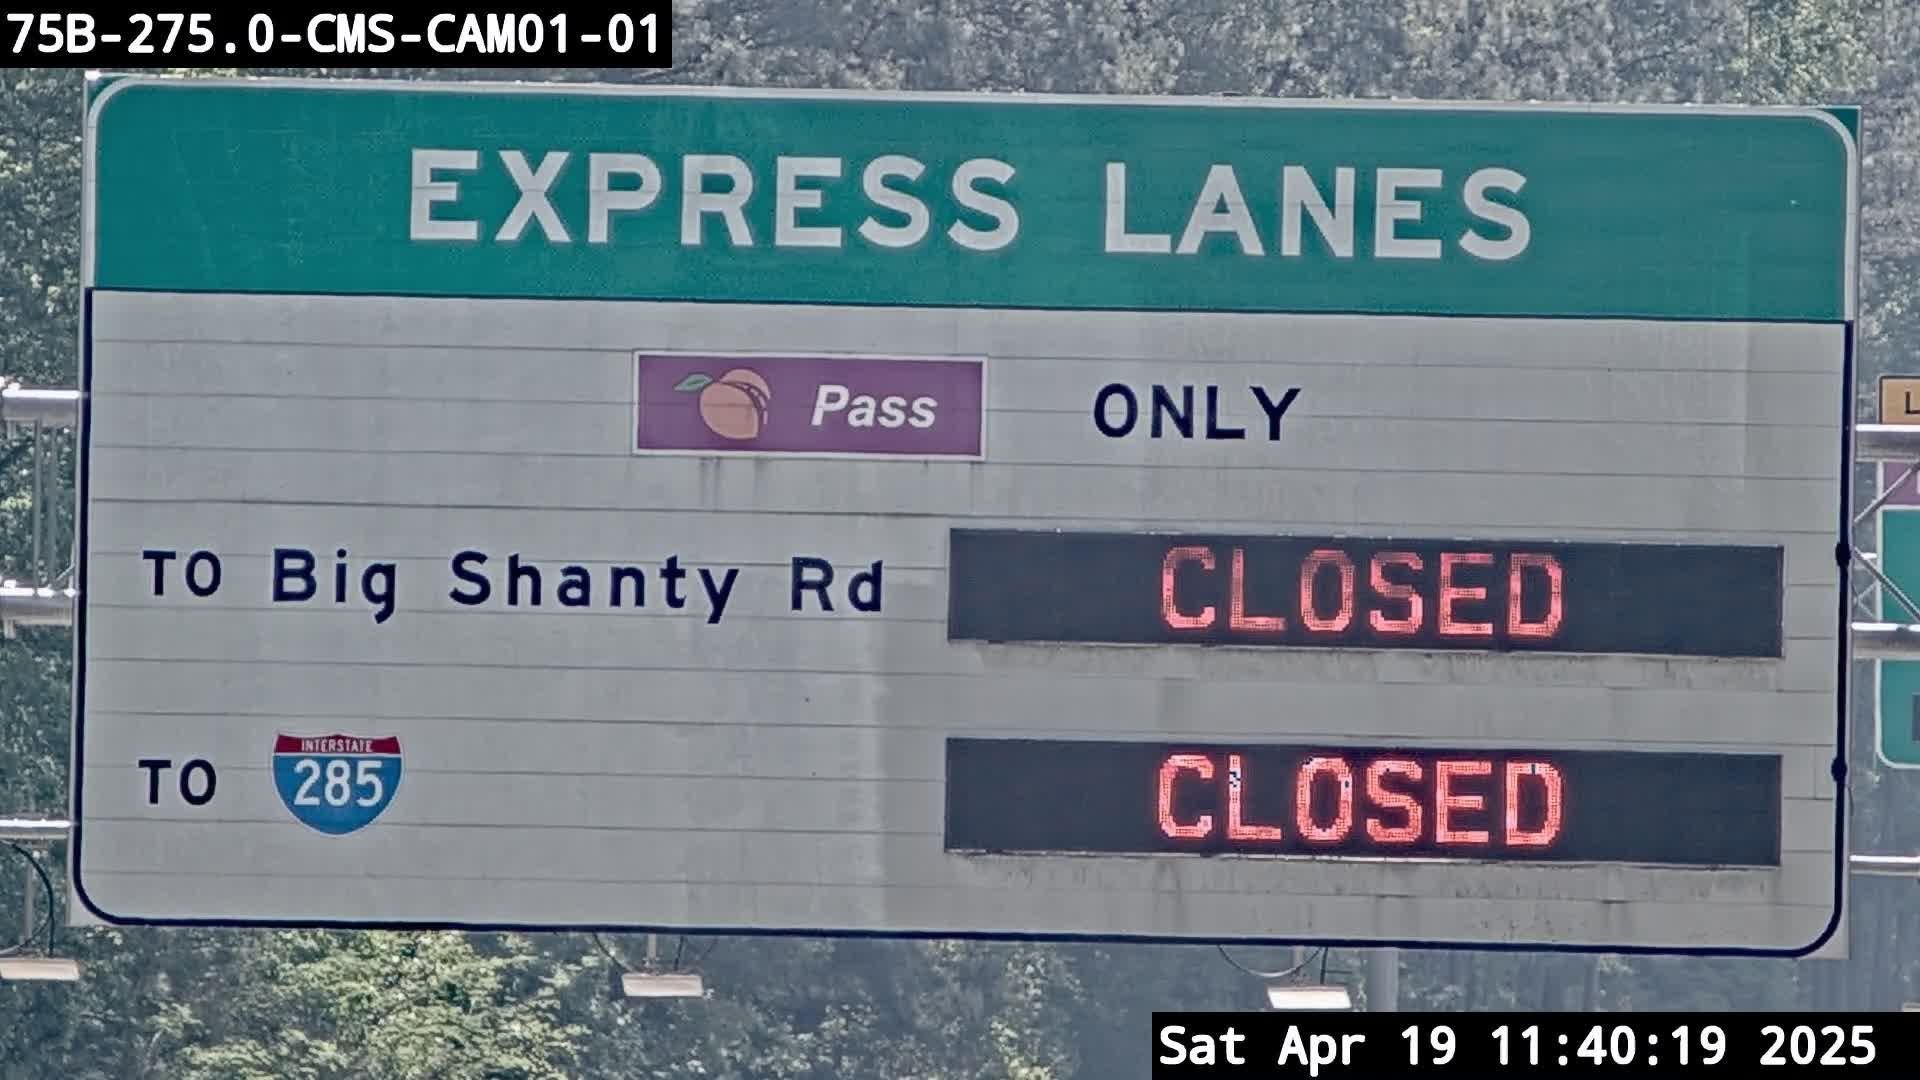 75B-275.0-CMS-CAM01-01
EXPRESS LANES
Pass ONLY
TO Big Shanty Rd CLOSED
INTERSTATE
TO 285 CLOSED
Sat Apr 19 11:40:19 2025